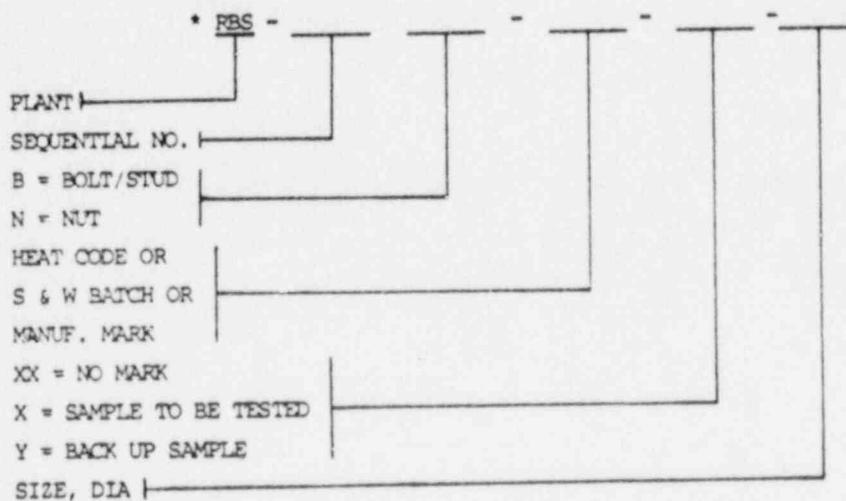 * RBS - ___ ___ - ___ - ___ - ___
PLANT
SEQUENTIAL NO.
B = BOLT/STUD
N = NUT
HEAT CODE OR
S & W BATCH OR
MANUF. MARK
XX = NO MARK
X = SAMPLE TO BE TESTED
Y = BACK UP SAMPLE
SIZE, DIA